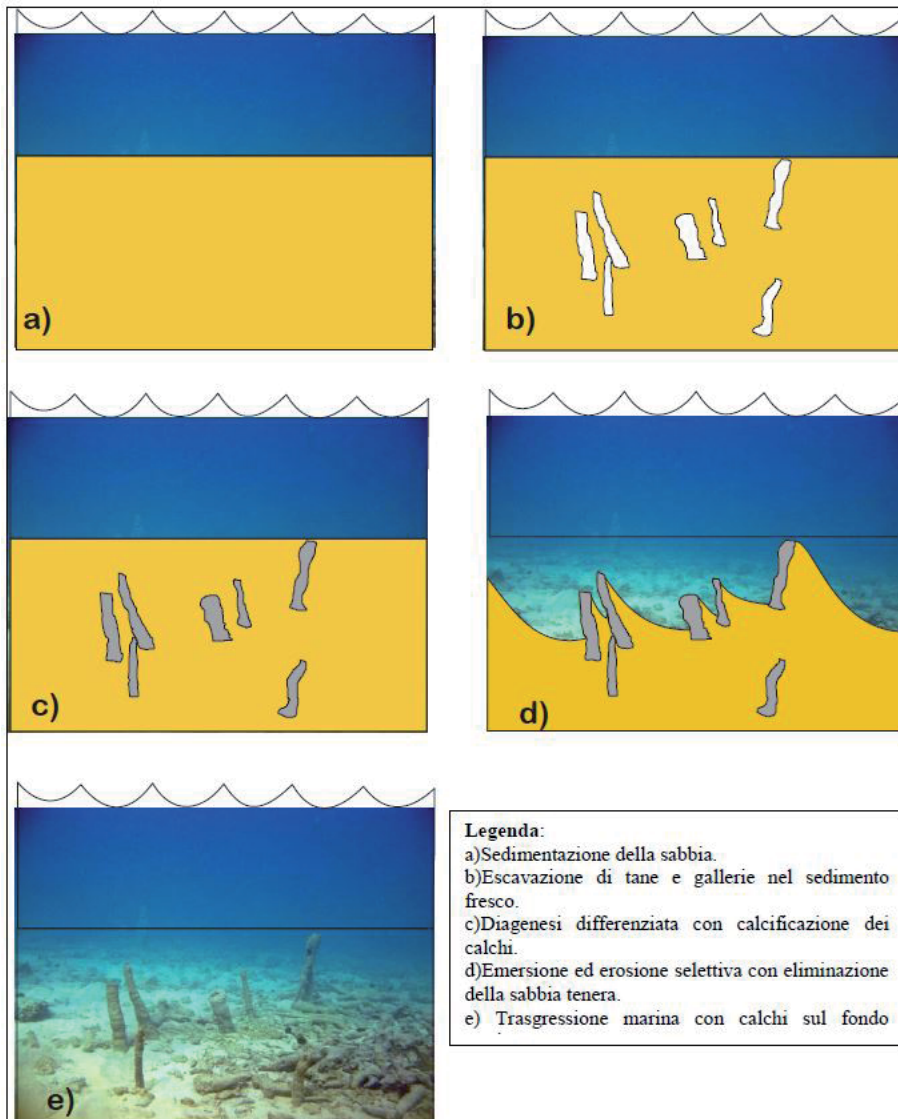 a)
b)
c)
d)
e)
Legenda:
a)Sedimentazione della sabbia.
b)Escavazione di tane e gallerie nel sedimento
fresco.
c)Diagenesi differenziata con calcificazione dei
calchi.
d)Emersione ed erosione selettiva con eliminazione
della sabbia tenera.
e) Trasgressione marina con calchi sul fondo